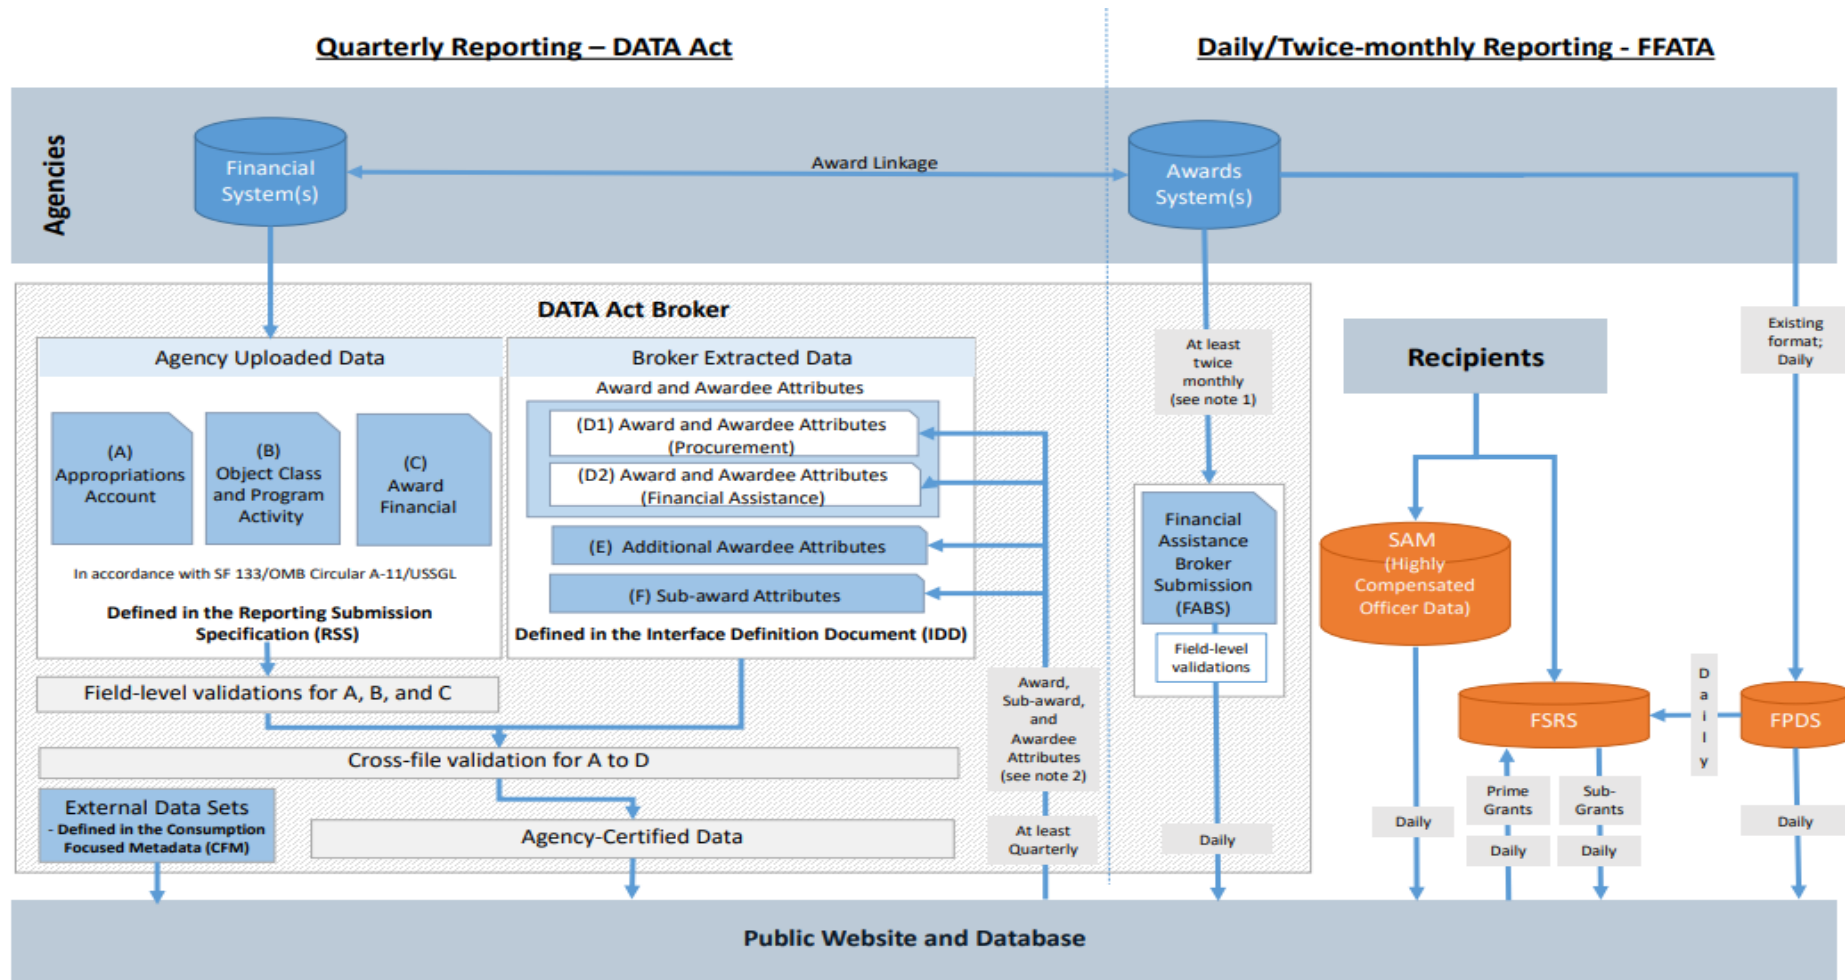 Quarterly Reporting – DATA Act
Daily/Twice-monthly Reporting - FFATA
Agencies
Financial
System(s)
Award Linkage
Awards
System(s)
DATA Act Broker
Agency Uploaded Data
(A)
Appropriations
Account
(B)
Object Class
and Program
Activity
(C)
Award
Financial
In accordance with SF 133/OMB Circular A-11/USSGL
Defined in the Reporting Submission
Specification (RSS)
Broker Extracted Data
Award and Awardee Attributes
(D1) Award and Awardee Attributes
(Procurement)
(D2) Award and Awardee Attributes
(Financial Assistance)
(E) Additional Awardee Attributes
(F) Sub-award Attributes
Defined in the Interface Definition Document (IDD)
Field-level validations for A, B, and C
Cross-file validation for A to D
External Data Sets
- Defined in the Consumption
Focused Metadata (CFM)
Agency-Certified Data
Award,
Sub-award,
and
Awardee
Attributes
(see note 2)
At least
Quarterly
At least
twice
monthly
(see note 1)
Financial
Assistance
Broker
Submission
(FABS)
Field-level
validations
Daily
Recipients
Existing
format;
Daily
SAM
(Highly
Compensated
Officer Data)
FSRS
Daily
FPDS
Daily
Prime
Grants
Daily
Sub-
Grants
Daily
Daily
Public Website and Database